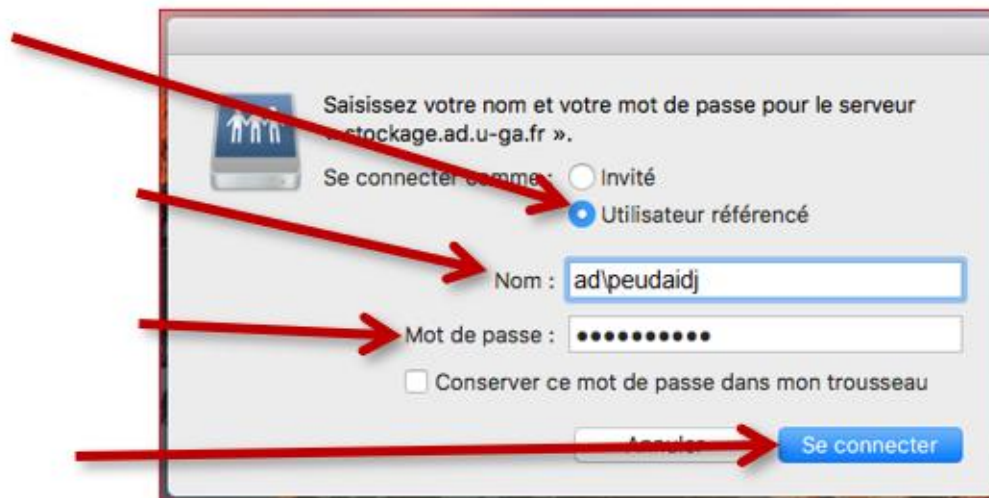 Saisissez votre nom et votre mot de passe pour le serveur
« stockage.ad.u-ga.fr ».
Se connecter comme : Invité
Utilisateur référencé
Nom : ad\peudaidj
Mot de passe : ••••••••••
Conserver ce mot de passe dans mon trousseau
Annuler Se connecter